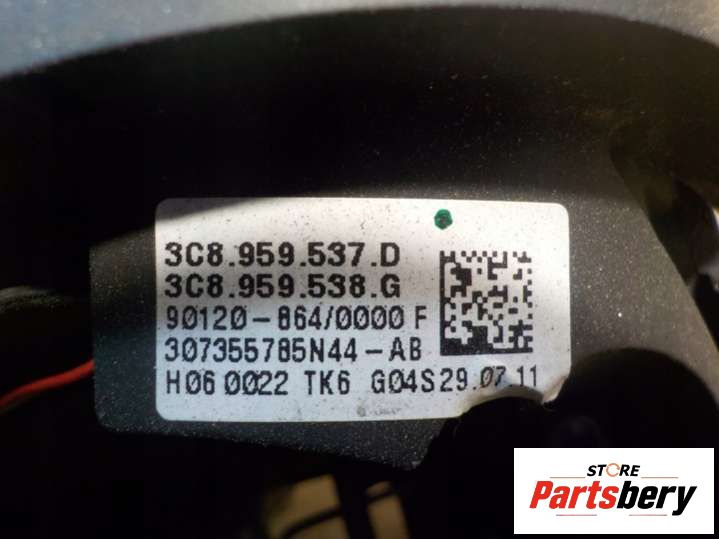 3C8.959.537.D
3C8.959.538.G
90120-864/0000 F
307355785N44-AB
H06 0022 TK6 G04S29.07.11
STORE
Partsbery